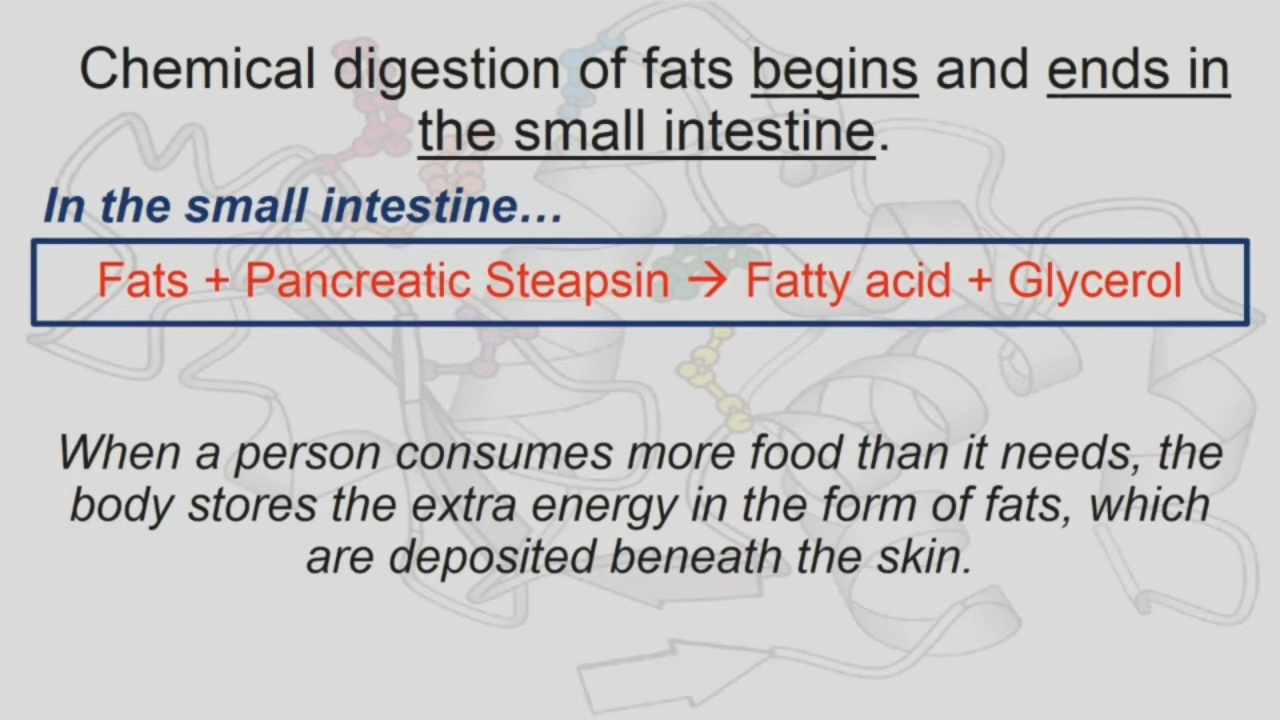 Chemical digestion of fats begins and ends in
the small intestine.
In the small intestine…
Fats + Pancreatic Steapsin → Fatty acid + Glycerol
When a person consumes more food than it needs, the
body stores the extra energy in the form of fats, which
are deposited beneath the skin.